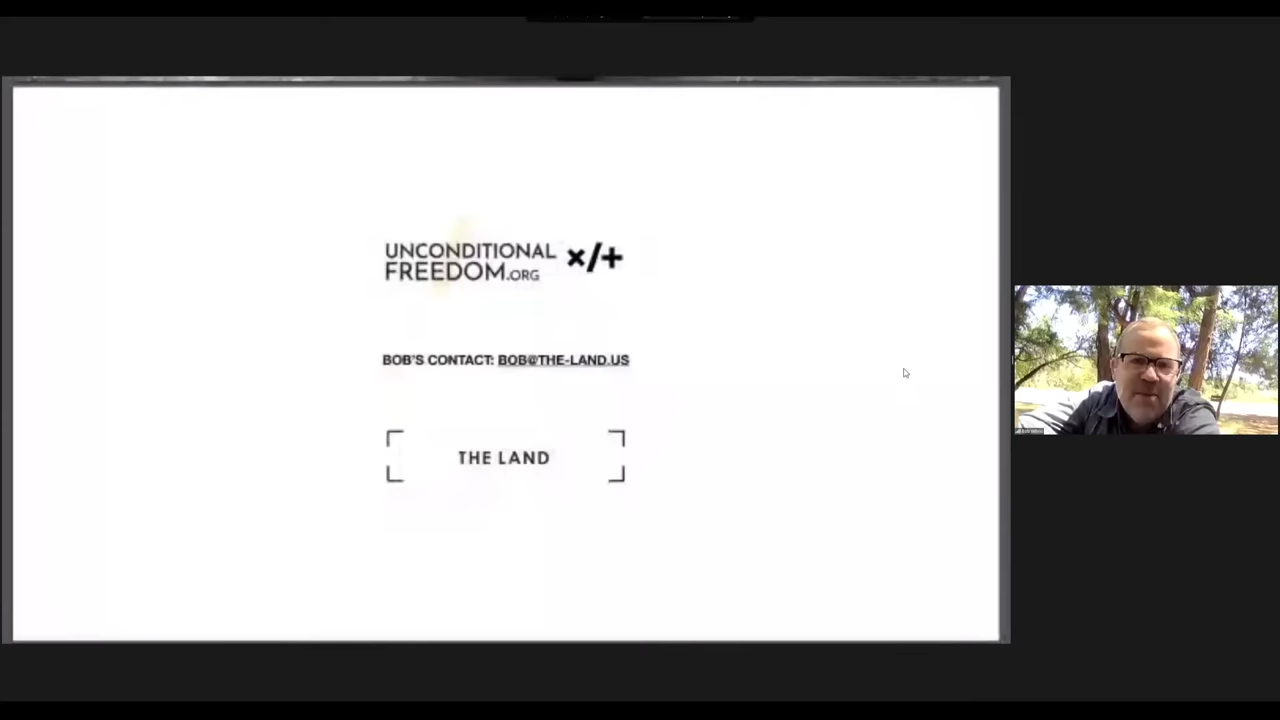 UNCONDITIONAL
FREEDOM.ORG
×/+
BOB'S CONTACT: BOB@THE-LAND.US
THE LAND